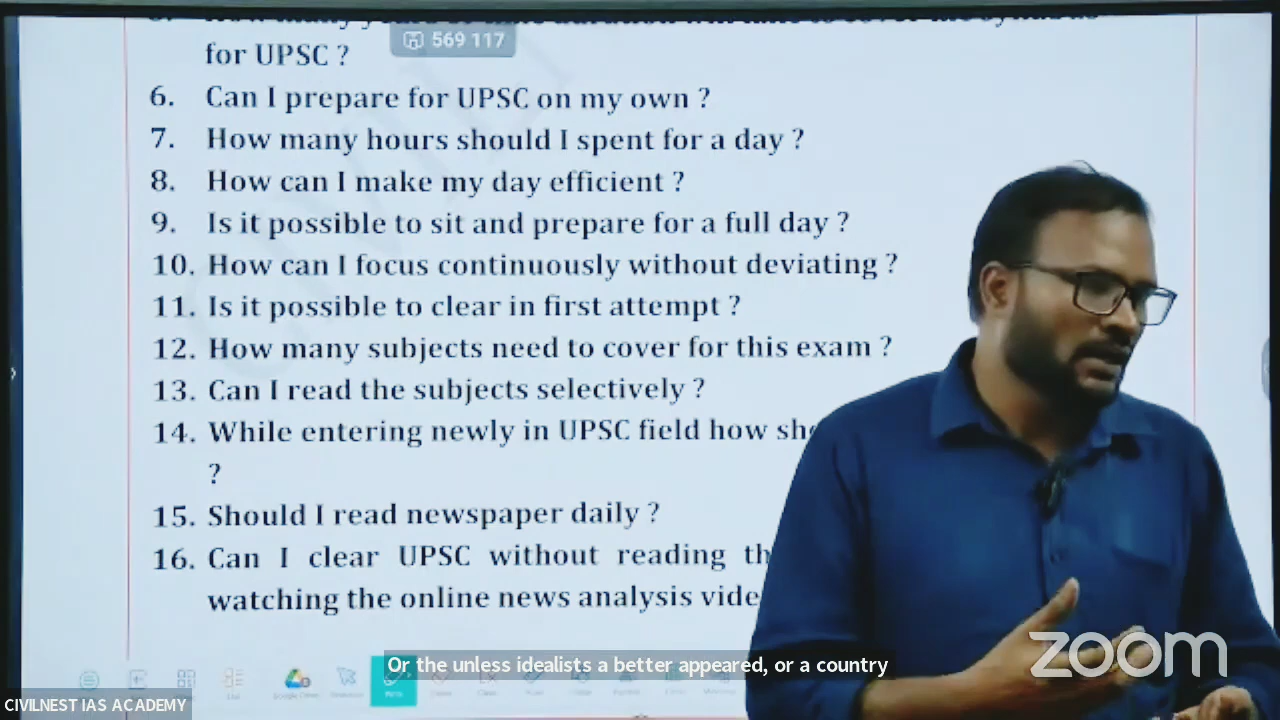 for UPSC ?
569 117
6. Can I prepare for UPSC on my own ?
7. How many hours should I spent for a day ?
8. How can I make my day efficient ?
9. Is it possible to sit and prepare for a full day ?
10. How can I focus continuously without deviating ?
11. Is it possible to clear in first attempt ?
12. How many subjects need to cover for this exam ?
13. Can I read the subjects selectively ?
14. While entering newly in UPSC field how
?
15. Should I read newspaper daily ?
16. Can I clear UPSC without reading
watching the online news analysis
Or the unless idealists a better appeared, or a country
zoom
CIVILNEST IAS ACADEMY